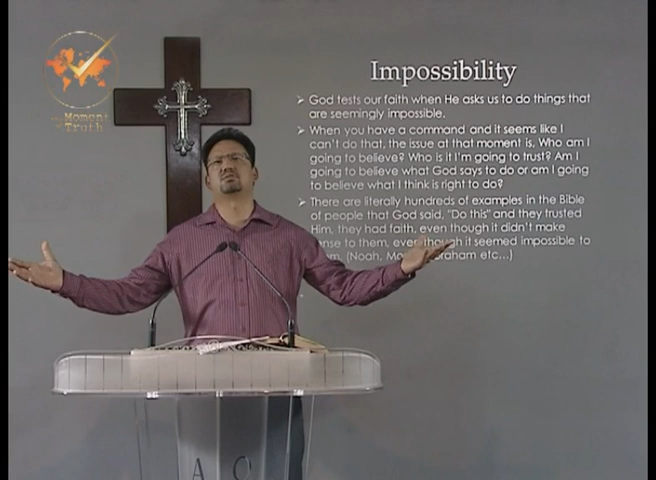 Moment
Truth
Impossibility
➢ God tests our faith when He asks us to do things that
are seemingly impossible.
➢ When you have a command and it seems like I
can't do that, the issue at that moment is, Who am I
going to believe? Who is it I'm going to trust? Am I
going to believe what God says to do or am I going
to believe what I think is right to do?
➢ There are literally hundreds of examples in the Bible
of people that God said, "Do this" and they trusted
Him, they had faith, even though it didn't make
to them, even though it seemed impossible to
(Noah, etc...)
A O